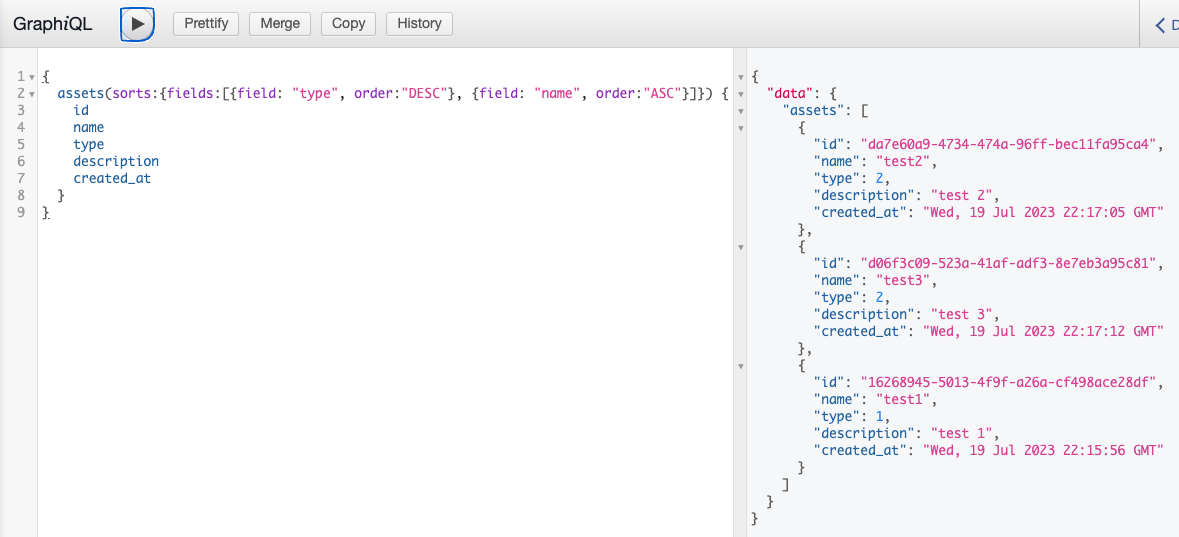 GraphiQL Prettify Merge Copy History D
1 {
2 assets(sorts:{fields:[{field: "type", order:"DESC"}, {field: "name", order:"ASC"}]}) {
3 id
4 name
5 type
6 description
7 created_at
8 }
9 }
{
"data": {
"assets": [
{
"id": "da7e60a9-4734-474a-96ff-bec11fa95ca4",
"name": "test2",
"type": 2,
"description": "test 2",
"created_at": "Wed, 19 Jul 2023 22:17:05 GMT"
},
{
"id": "d06f3c09-523a-41af-adf3-8e7eb3a95c81",
"name": "test3",
"type": 2,
"description": "test 3",
"created_at": "Wed, 19 Jul 2023 22:17:12 GMT"
},
{
"id": "16268945-5013-4f9f-a26a-cf498ace28df",
"name": "test1",
"type": 1,
"description": "test 1",
"created_at": "Wed, 19 Jul 2023 22:15:56 GMT"
}
]
}
}